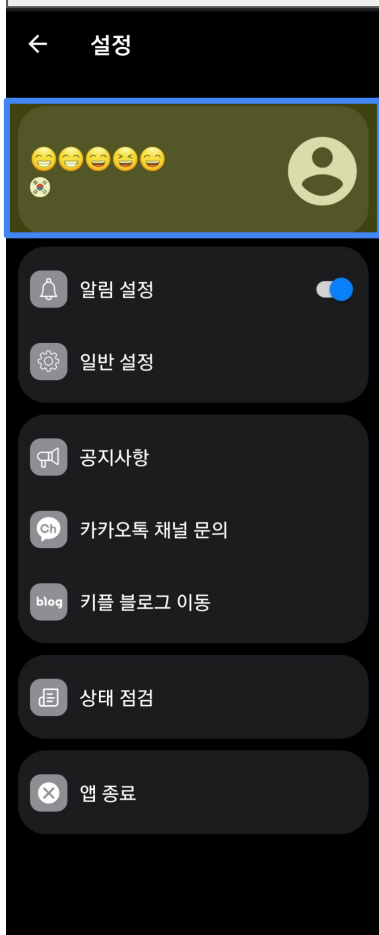 설정
😁😁😄😆😄
알림 설정
일반 설정
공지사항
Ch 카카오톡 채널 문의
blog 키플 블로그 이동
상태 점검
앱 종료